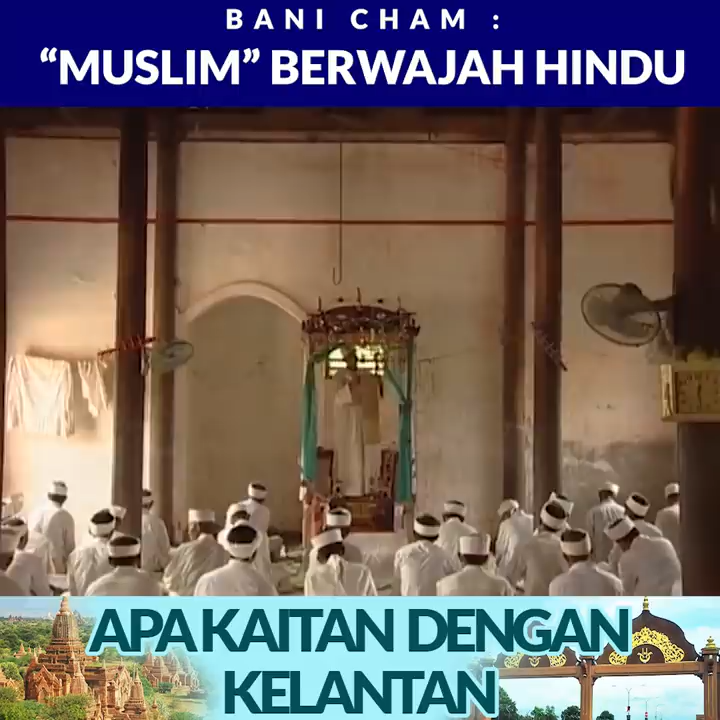 BANI CHAM :
“MUSLIM” BERWAJAH HINDU
APA KAITAN DENGAN
KELANTAN